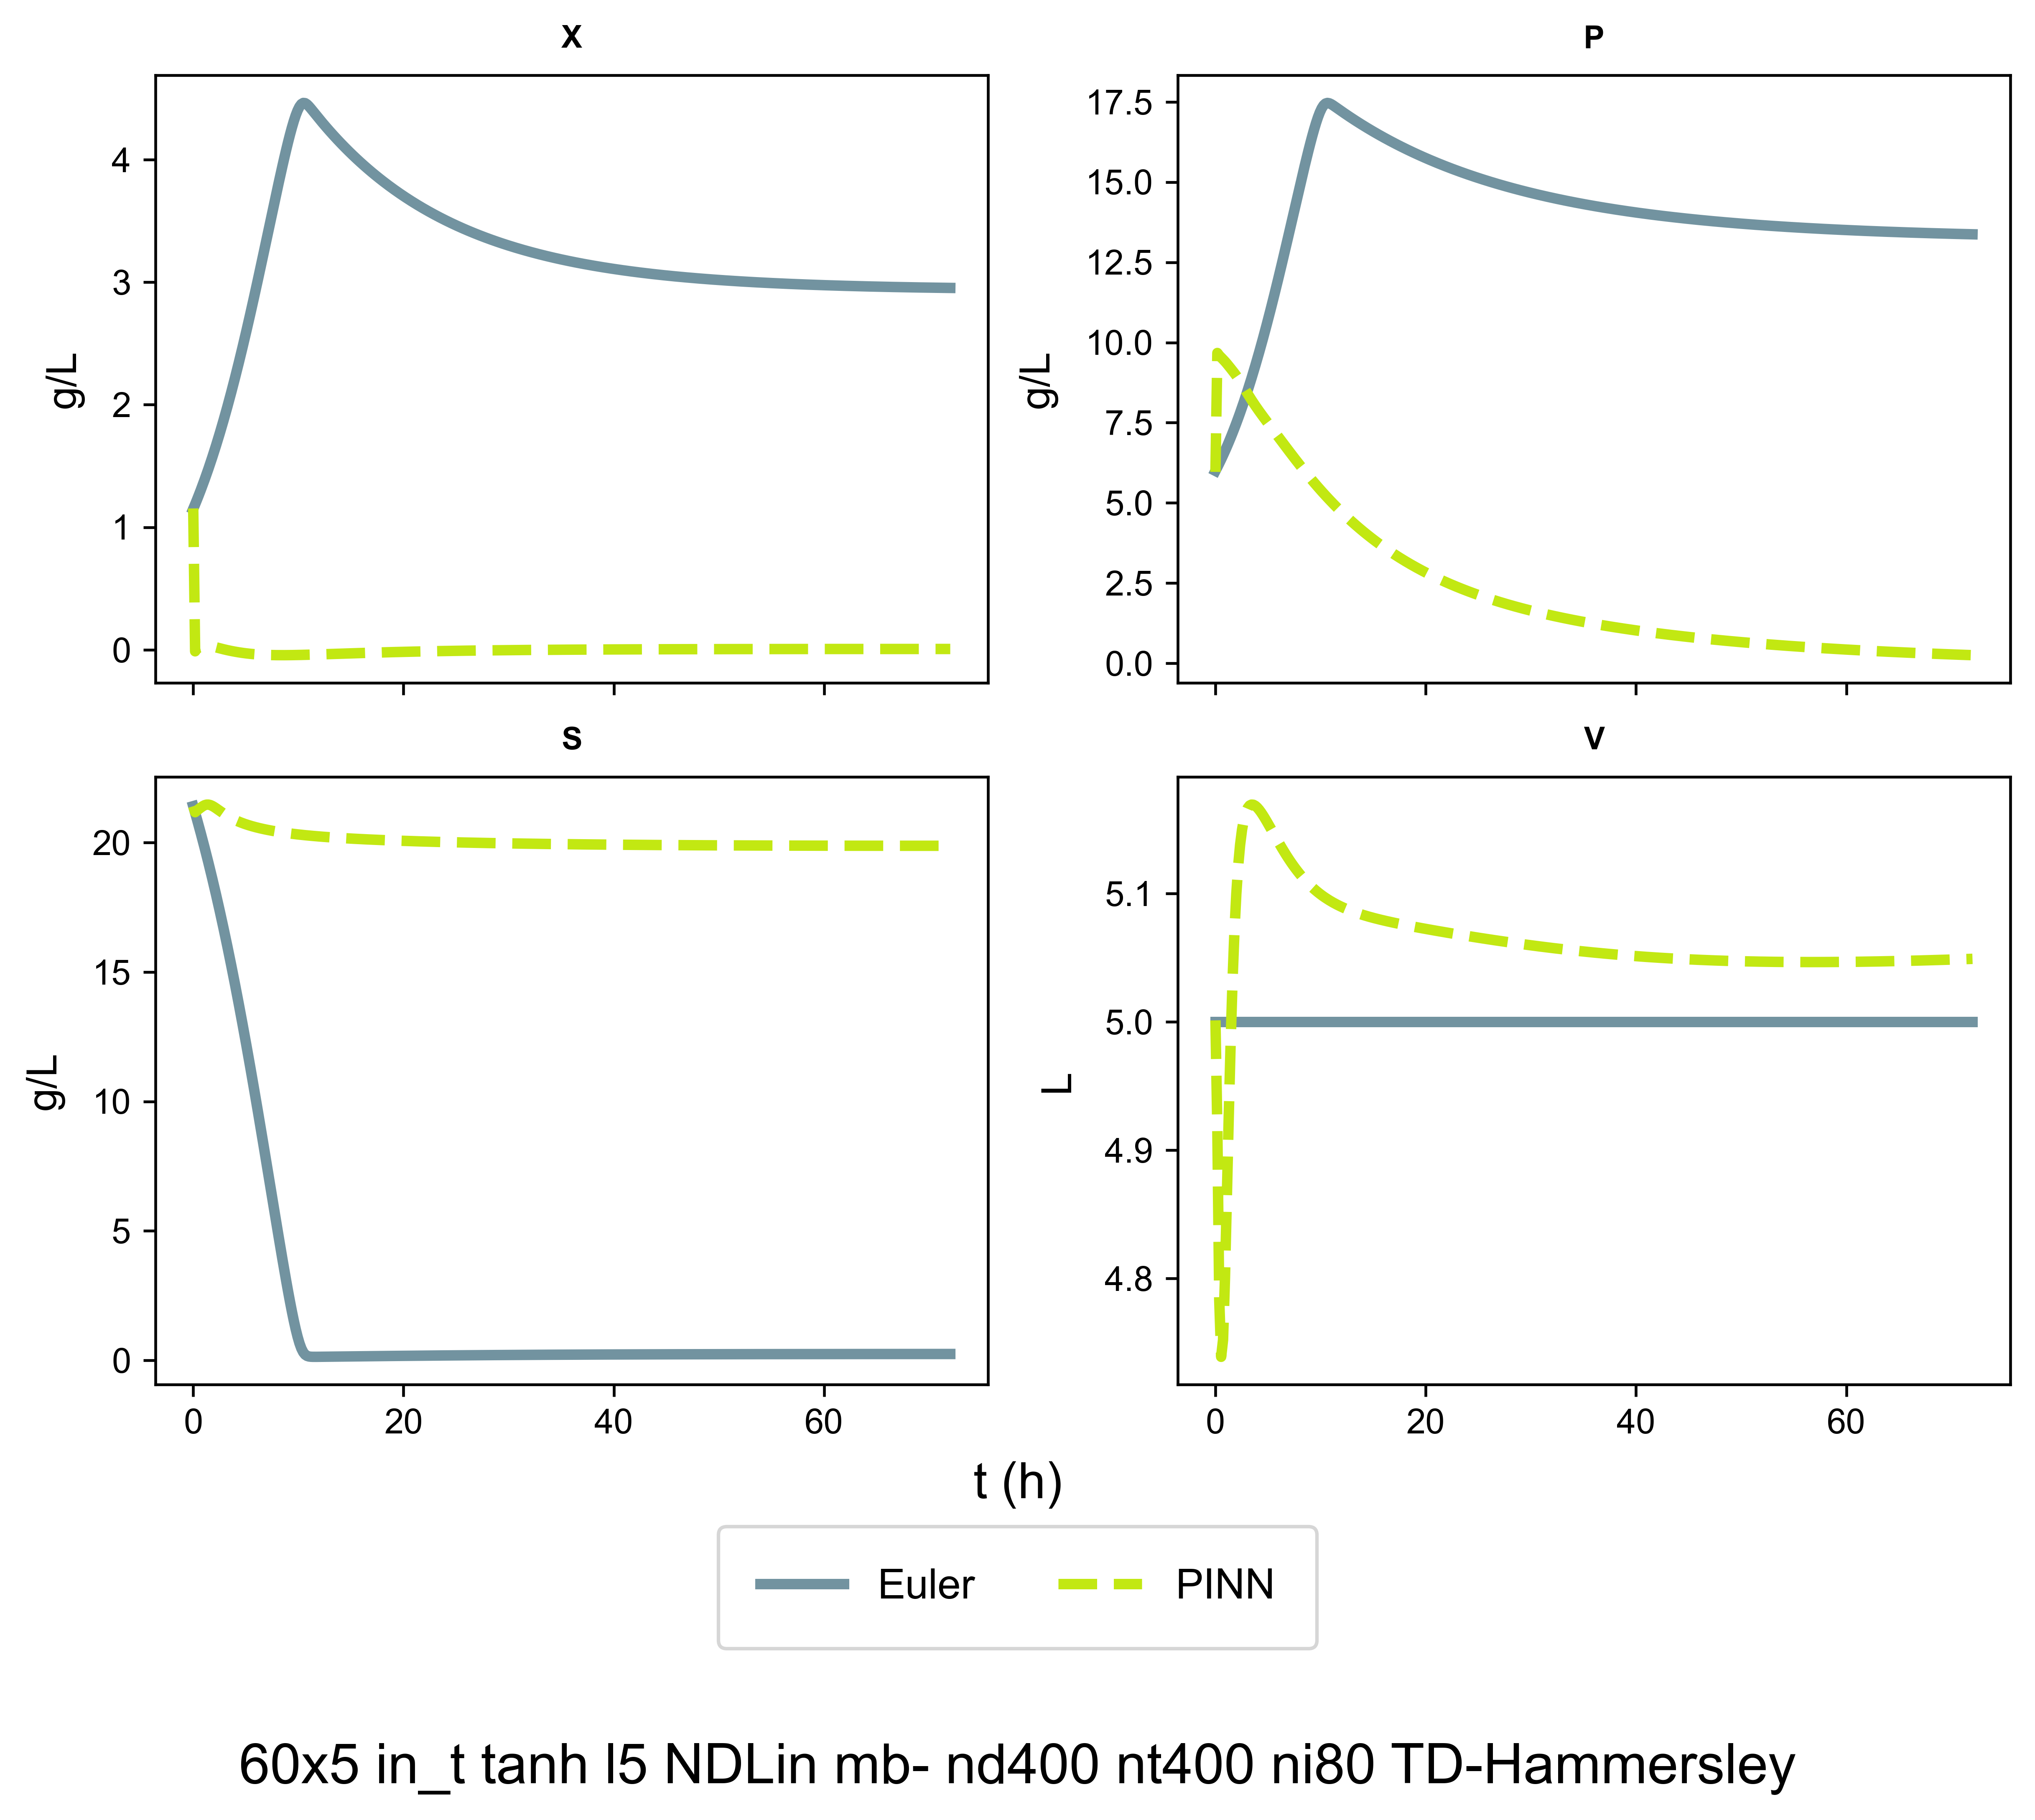 X
P
g/L
4
3
2
1
0
g/L
17.5
15.0
12.5
10.0
7.5
5.0
2.5
0.0
S
V
g/L
20
15
10
5
0
L
5.1
5.0
4.9
4.8
0 20 40 60
0 20 40 60
t (h)
Euler PINN
60x5 in_t tanh l5 NDLin mb- nd400 nt400 ni80 TD-Hammersley